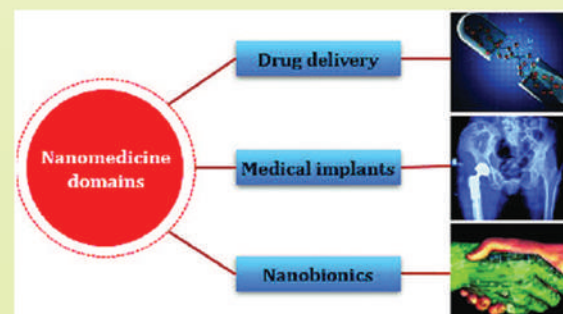 Nanomedicine
domains
Drug delivery
Medical implants
Nanobionics